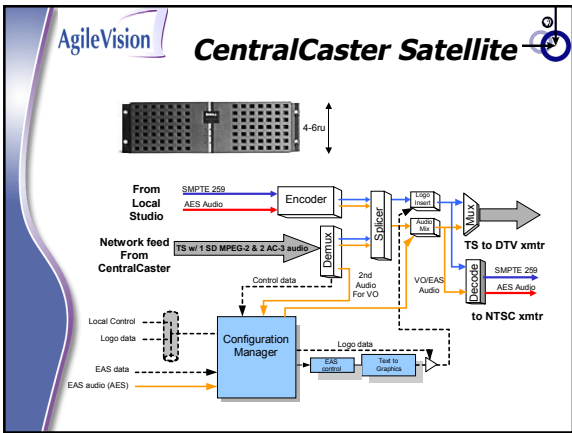 AgileVision
CentralCaster Satellite
4-6ru
From
Local
Studio
SMPTE 259
AES Audio
Encoder
Splicer
Logo
Insert
Audio
Mix
Mux
TS to DTV xmtr
Network feed
From
CentralCaster
TS w/ 1 SD MPEG-2 & 2 AC-3 audio
Demux
Control data
2nd
Audio
For VO
VO/EAS
Audio
Decode
SMPTE 259
AES Audio
to NTSC xmtr
Local Control
Logo data
Configuration
Manager
Logo data
EAS data
EAS audio (AES)
EAS
control
Text to
Graphics